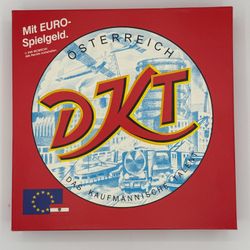 Mit EURO-
Spielgeld.
ÖSTERREICH
DKT
DAS KAUFMÄNNISCHE TALENT